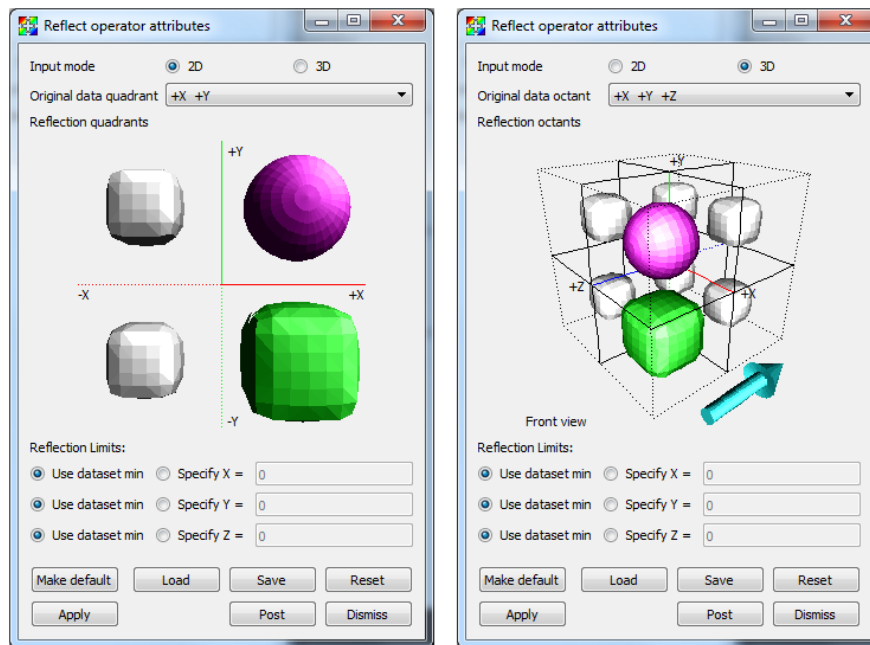 Reflect operator attributes
Input mode 2D 3D
Original data quadrant +X +Y
Reflection quadrants
+Y
-X +X
-Y
Reflection Limits:
Use dataset min Specify X = 0
Use dataset min Specify Y = 0
Use dataset min Specify Z = 0
Make default Load Save Reset
Apply Post Dismiss
Reflect operator attributes
Input mode 2D 3D
Original data octant +X +Y +Z
Reflection octants
+Y
+Z +X
Front view
Reflection Limits:
Use dataset min Specify X = 0
Use dataset min Specify Y = 0
Use dataset min Specify Z = 0
Make default Load Save Reset
Apply Post Dismiss